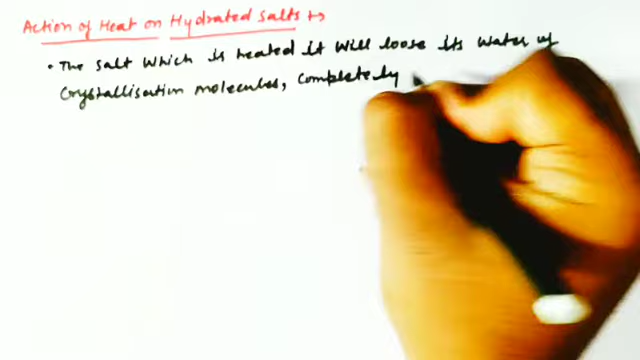 Action of Heat on Hydrated Salts
• The salt which is heated it will loose its water of
Crystallisation molecules, completely